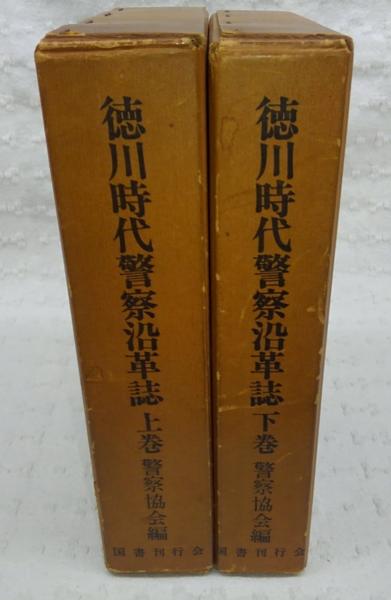 徳川時代警察沿革誌 上巻 警察協会編
国書刊行会
徳川時代警察沿革誌 下巻 警察協会編
国書刊行会